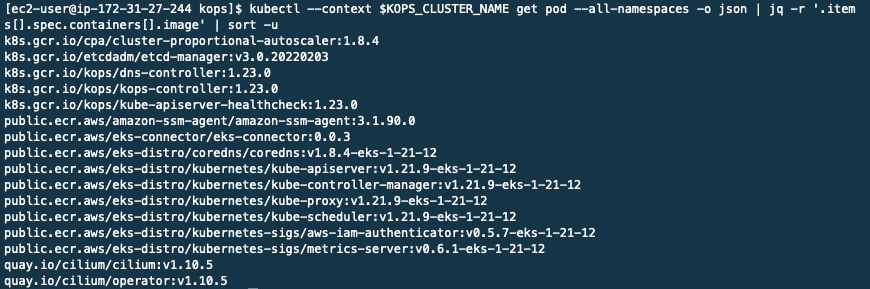 [ec2-user@ip-172-31-27-244 kops]$ kubectl --context $KOPS_CLUSTER_NAME get pod --all-namespaces -o json | jq -r '.item
s[].spec.containers[].image' | sort -u
k8s.gcr.io/cpa/cluster-proportional-autoscaler:1.8.4
k8s.gcr.io/etcdadm/etcd-manager:v3.0.20220203
k8s.gcr.io/kops/dns-controller:1.23.0
k8s.gcr.io/kops/kops-controller:1.23.0
k8s.gcr.io/kops/kube-apiserver-healthcheck:1.23.0
public.ecr.aws/amazon-ssm-agent/amazon-ssm-agent:3.1.90.0
public.ecr.aws/eks-connector/eks-connector:0.0.3
public.ecr.aws/eks-distro/coredns/coredns:v1.8.4-eks-1-21-12
public.ecr.aws/eks-distro/kubernetes/kube-apiserver:v1.21.9-eks-1-21-12
public.ecr.aws/eks-distro/kubernetes/kube-controller-manager:v1.21.9-eks-1-21-12
public.ecr.aws/eks-distro/kubernetes/kube-proxy:v1.21.9-eks-1-21-12
public.ecr.aws/eks-distro/kubernetes/kube-scheduler:v1.21.9-eks-1-21-12
public.ecr.aws/eks-distro/kubernetes-sigs/aws-iam-authenticator:v0.5.7-eks-1-21-12
public.ecr.aws/eks-distro/kubernetes-sigs/metrics-server:v0.6.1-eks-1-21-12
quay.io/cilium/cilium:v1.10.5
quay.io/cilium/operator:v1.10.5